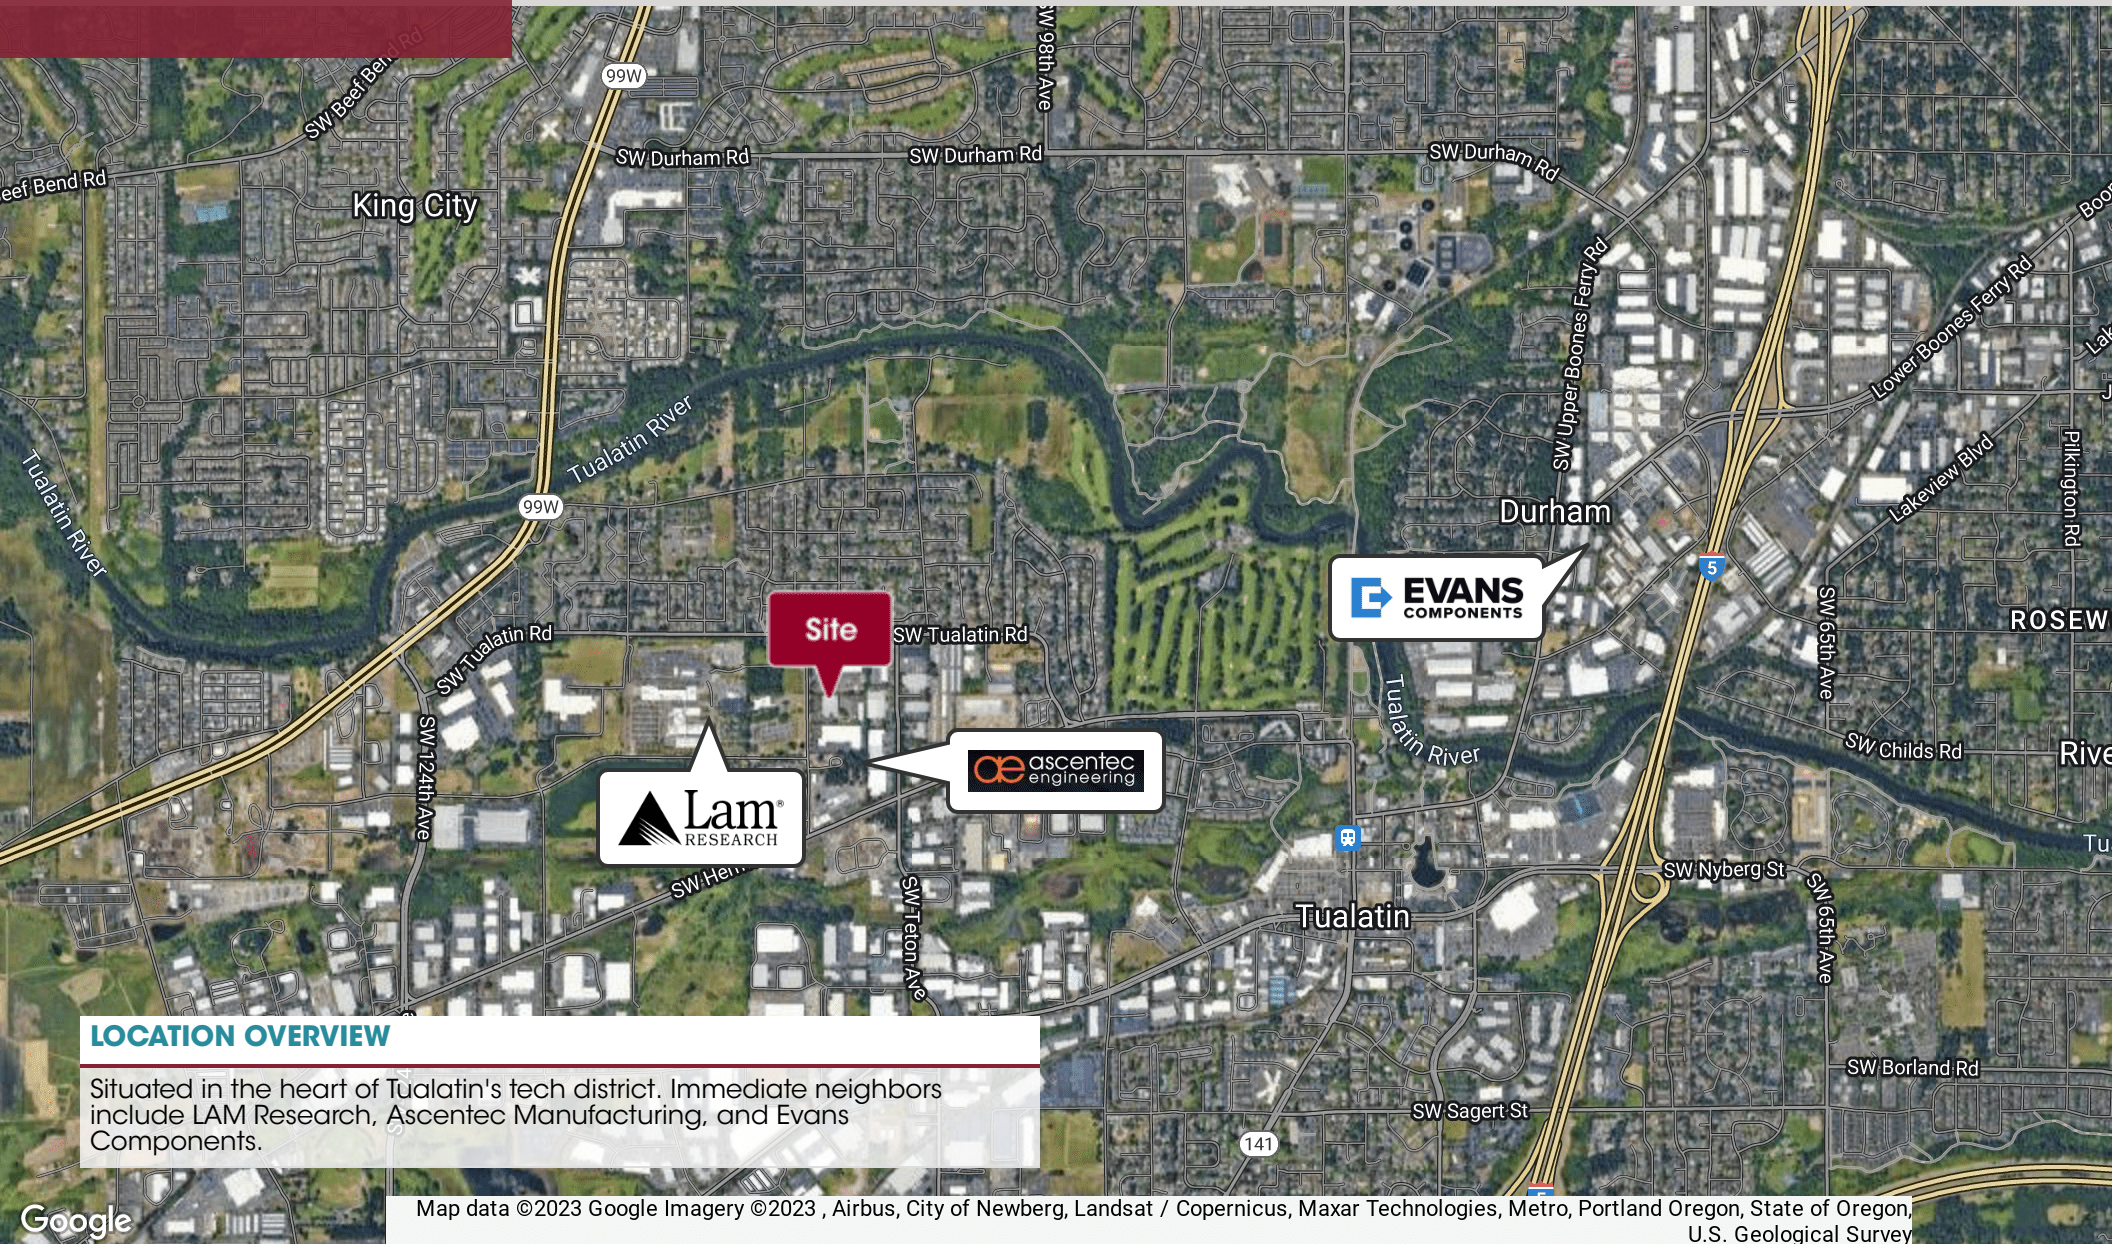 SW Beef Bend Rd
99W
SW 98th Ave
SW Durham Rd
SW Durham Rd
SW Durham Rd
Beef Bend Rd
King City
SW Upper Boones Ferry Rd
Lower Boones Ferry Rd
Tualatin River
Tualatin River
99W
Lakeview Blvd
Pilkington Rd
Durham
5
EVANS
COMPONENTS
Site
SW Tualatin Rd
SW Tualatin Rd
SW 65th Ave
ROSEW
Tualatin River
SW 124th Ave
SW Childs Rd
Rive
ascentec
engineering
Lam®
RESEARCH
SW Nyberg St
SW Her
SW Teton Ave
Tualatin
SW 65th Ave
Tu
LOCATION OVERVIEW
Situated in the heart of Tualatin's tech district. Immediate neighbors
include LAM Research, Ascentec Manufacturing, and Evans
Components.
SW Borland Rd
SW Sagert St
141
5
Google
Map data ©2023 Google Imagery ©2023 , Airbus, City of Newberg, Landsat / Copernicus, Maxar Technologies, Metro, Portland Oregon, State of Oregon,
U.S. Geological Survey